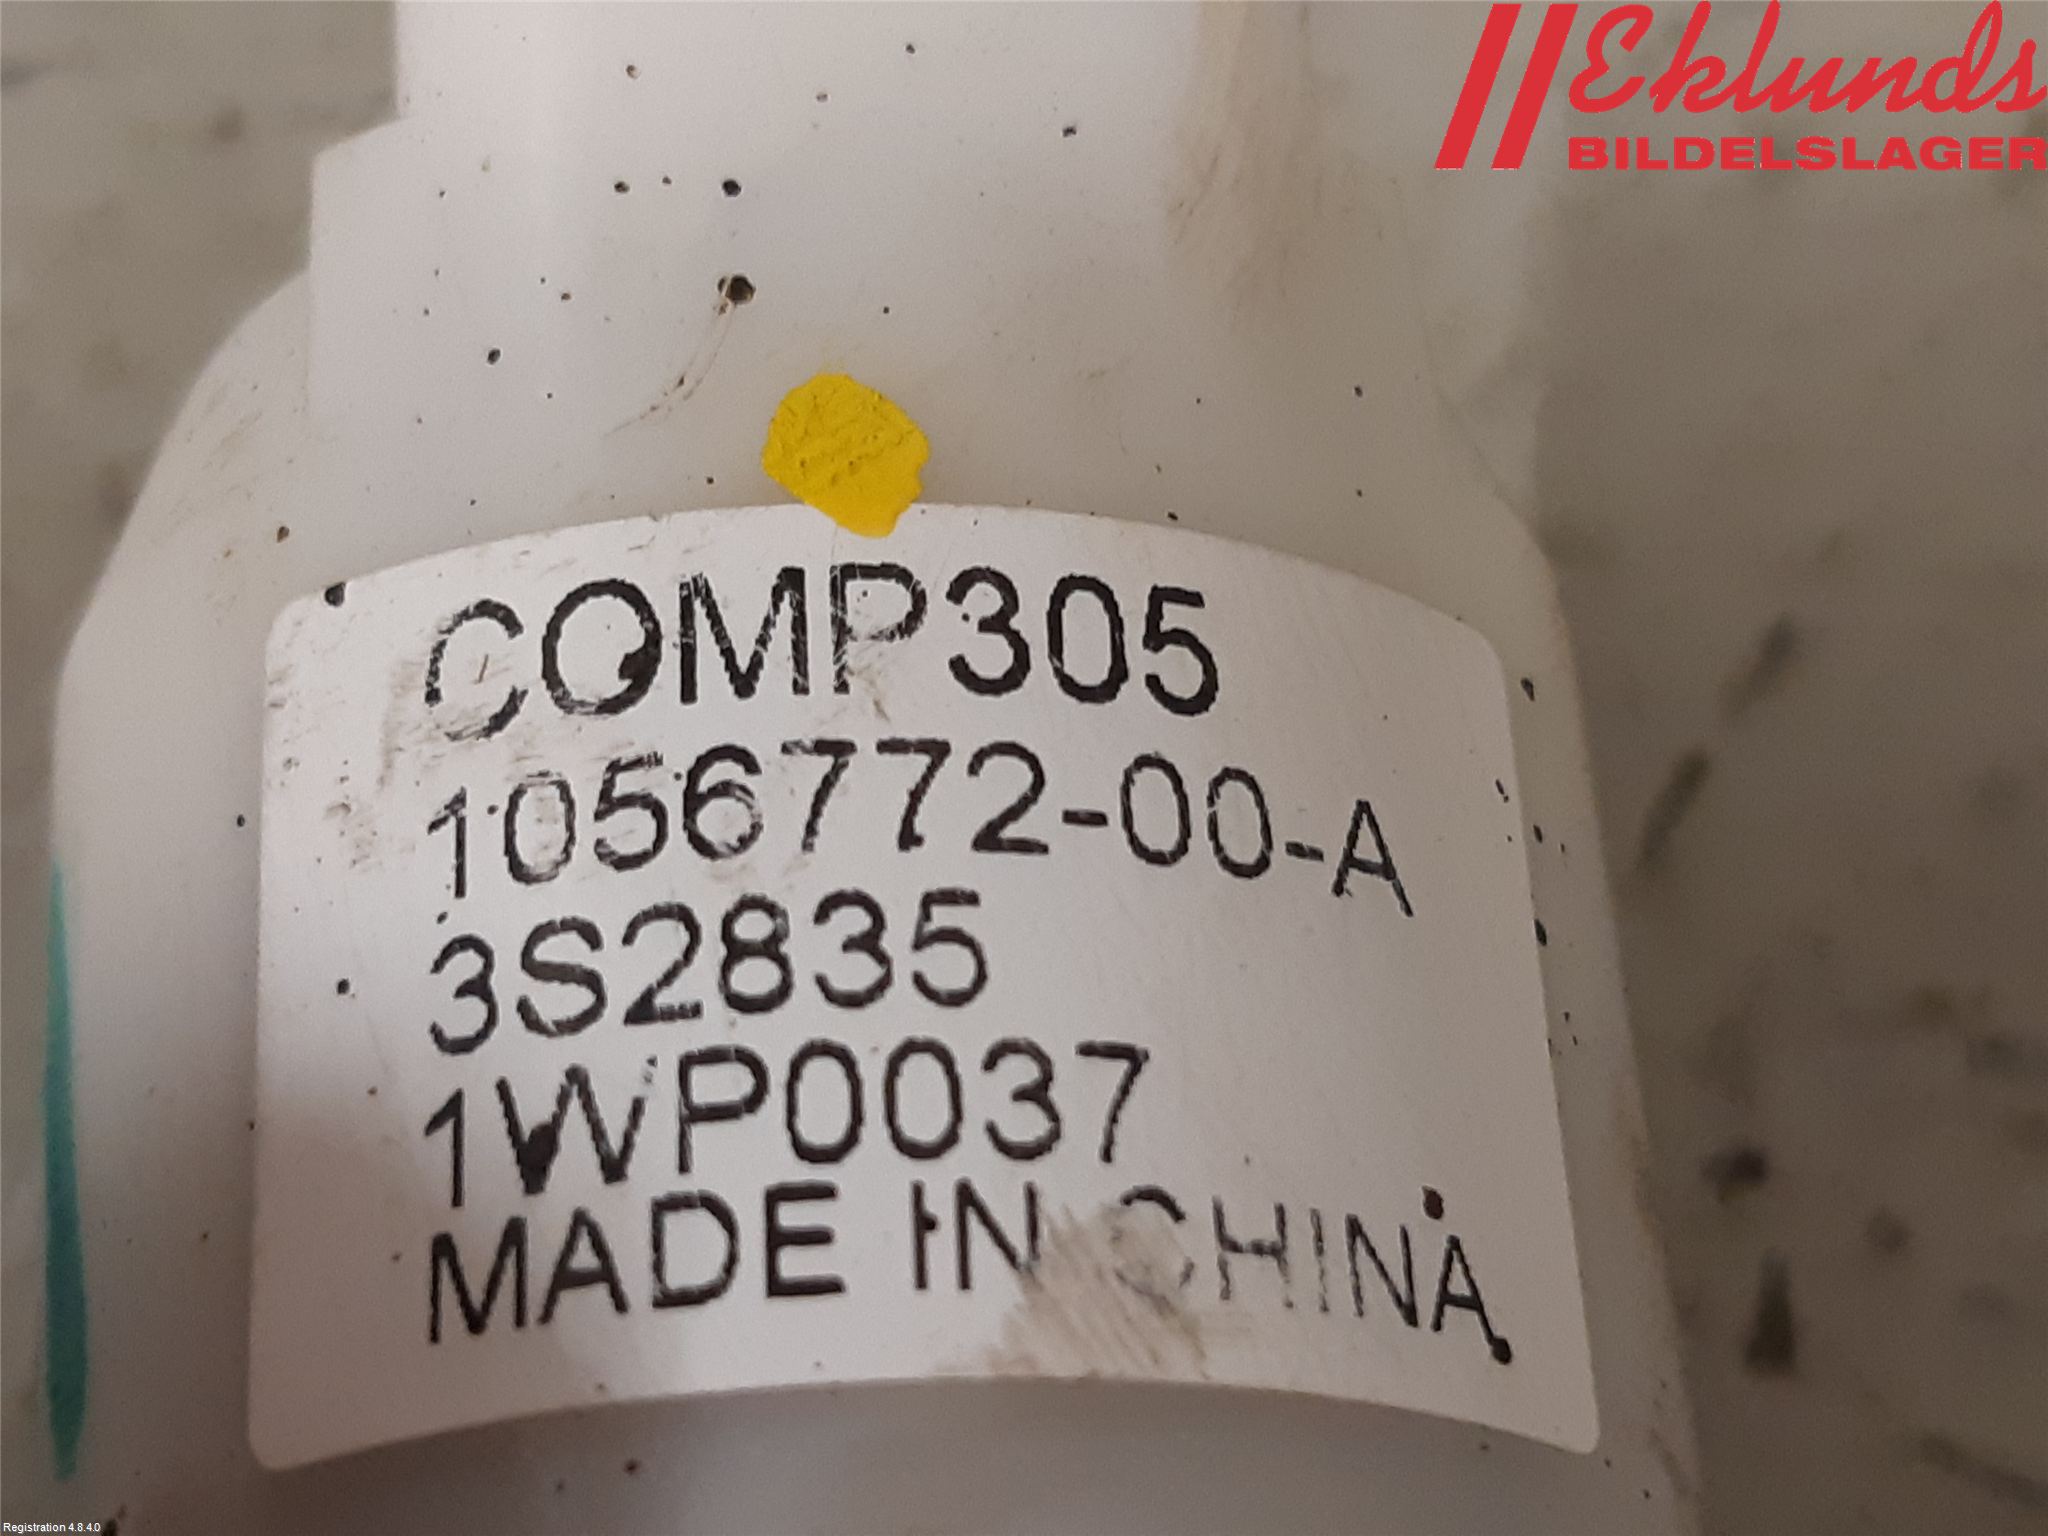 Eklunds
BILDELSLAGER
COMP305
1056772-00-A
3S2835
1WP0037
MADE IN CHINA
Registration 4.8.4.0